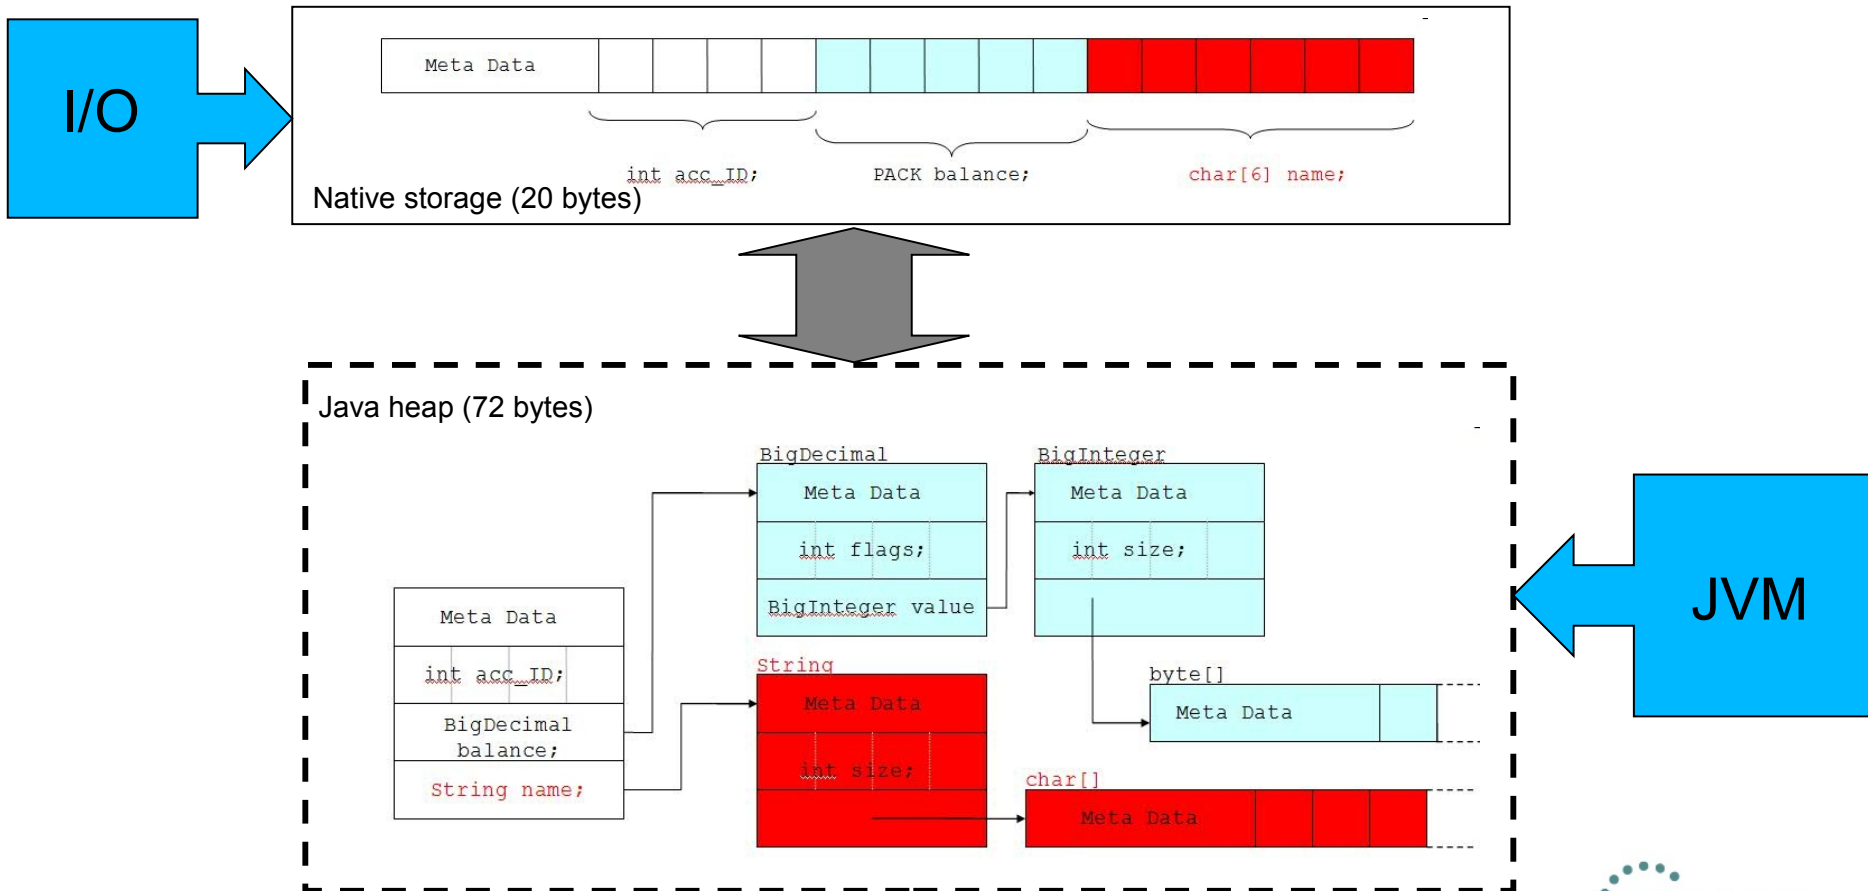 I/O
Meta Data
int acc_ID;
PACK balance;
char[6] name;
Native storage (20 bytes)
Java heap (72 bytes)
BigDecimal
Meta Data
int flags;
BigInteger value
BigInteger
Meta Data
int size;
Meta Data
int acc_ID;
BigDecimal
balance;
String name;
String
Meta Data
int size;
byte[]
Meta Data
char[]
Meta Data
JVM